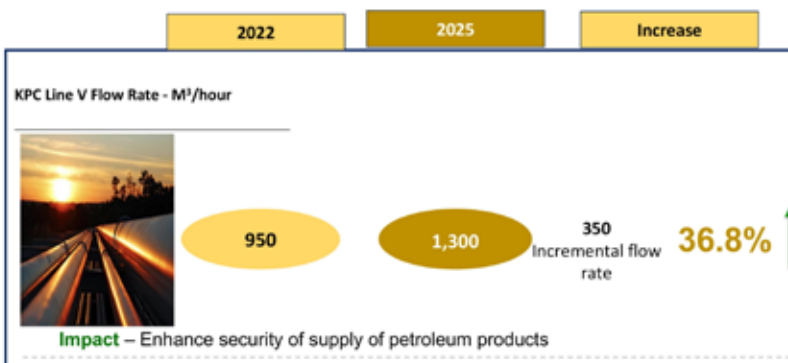 2022
2025
Increase
KPC Line V Flow Rate - M³/hour
950
1,300
350
Incremental flow
rate
36.8%
Impact – Enhance security of supply of petroleum products